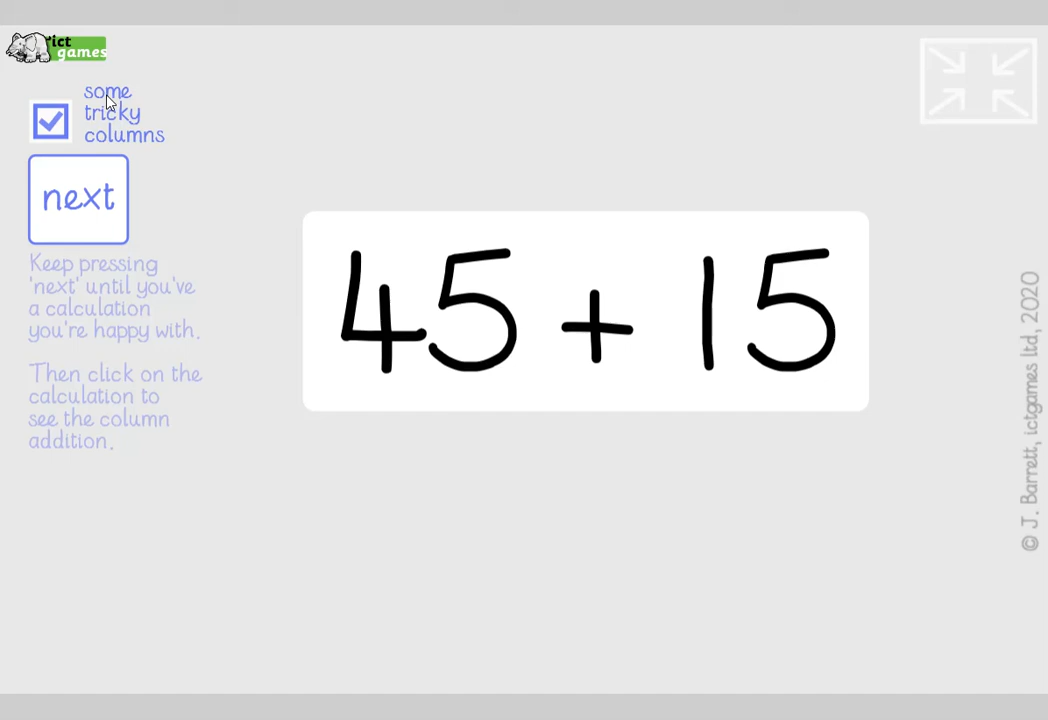 ict
games
some
tricky
columns
next
Keep pressing
'next' until you've
a calculation
you're happy with.
Then click on the
calculation to
see the column
addition.
45 + 15
© J. Barrett, ictgames ltd, 2020